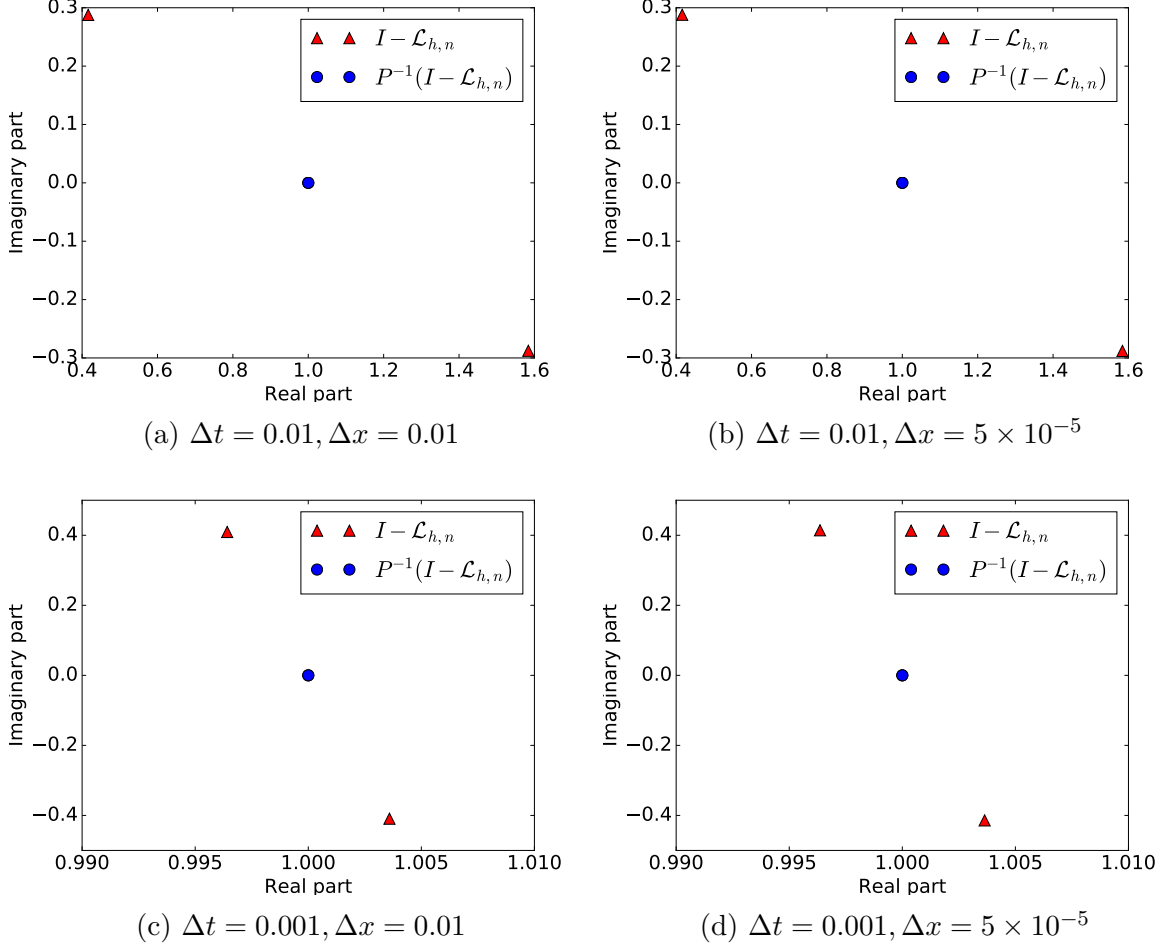 0.3
0.2
0.1
0.0
−0.1
−0.2
−0.3
0.4 0.6 0.8 1.0 1.2 1.4 1.6
Real part
Imaginary part
I − ℒ_{h,n}
P^{−1}(I − ℒ_{h,n})
(a) Δt = 0.01, Δx = 0.01
0.3
0.2
0.1
0.0
−0.1
−0.2
−0.3
0.4 0.6 0.8 1.0 1.2 1.4 1.6
Real part
Imaginary part
I − ℒ_{h,n}
P^{−1}(I − ℒ_{h,n})
(b) Δt = 0.01, Δx = 5 × 10^{−5}
0.4
0.2
0.0
−0.2
−0.4
0.990 0.995 1.000 1.005 1.010
Real part
Imaginary part
I − ℒ_{h,n}
P^{−1}(I − ℒ_{h,n})
(c) Δt = 0.001, Δx = 0.01
0.4
0.2
0.0
−0.2
−0.4
0.990 0.995 1.000 1.005 1.010
Real part
Imaginary part
I − ℒ_{h,n}
P^{−1}(I − ℒ_{h,n})
(d) Δt = 0.001, Δx = 5 × 10^{−5}